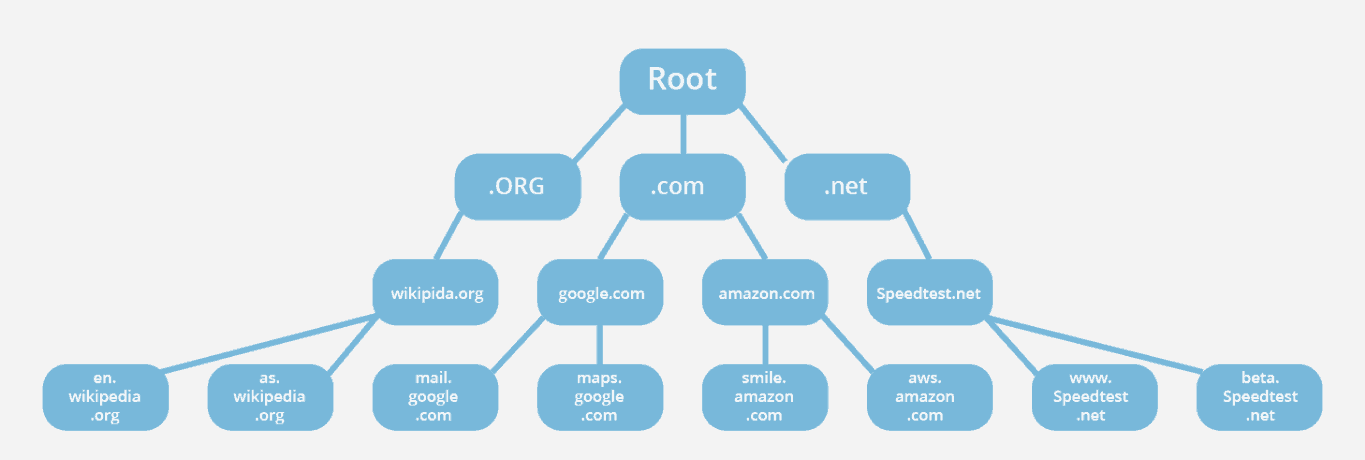 Root
.ORG
.com
.net
wikipida.org
google.com
amazon.com
Speedtest.net
en.
wikipedia
.org
as.
wikipedia
.org
mail.
google
.com
maps.
google
.com
smile.
amazon
.com
aws.
amazon
.com
www.
Speedtest
.net
beta.
Speedtest
.net